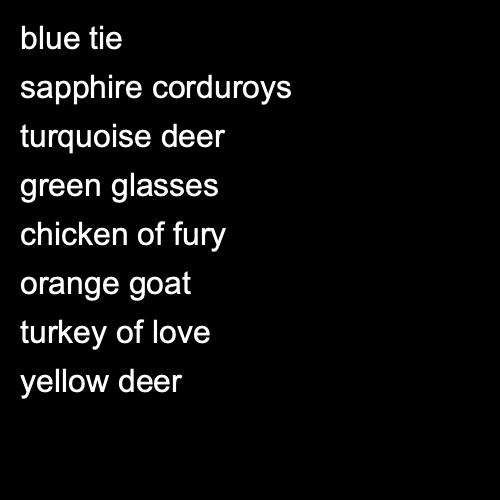 blue tie
sapphire corduroys
turquoise deer
green glasses
chicken of fury
orange goat
turkey of love
yellow deer